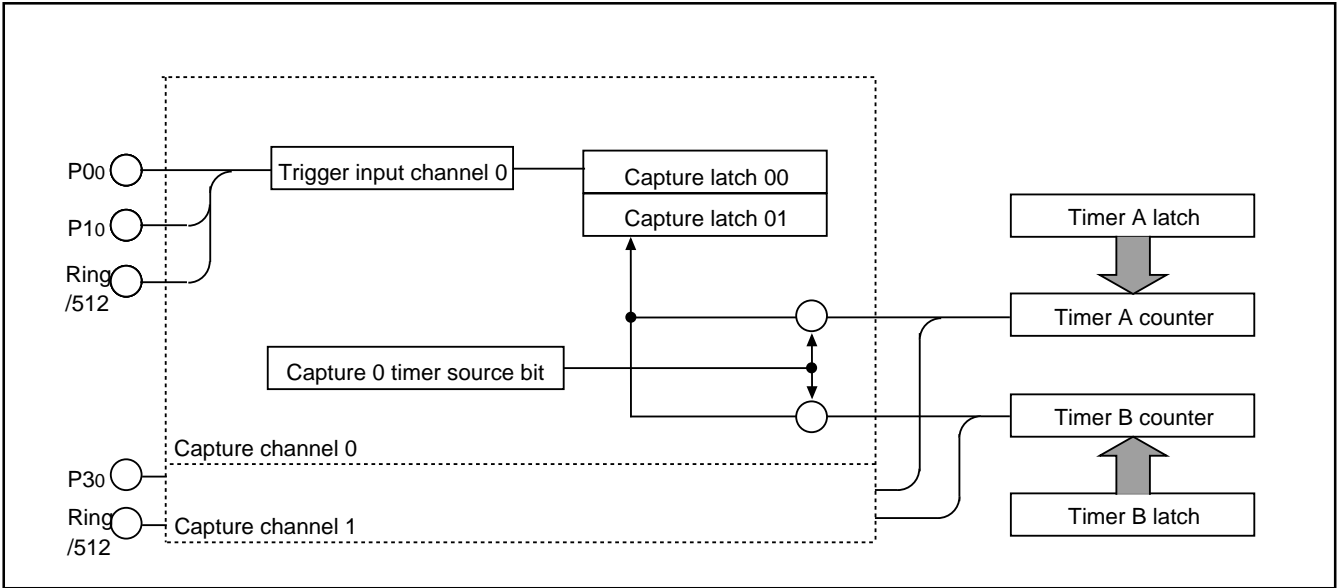 P00
Trigger input channel 0
Capture latch 00
P10
Capture latch 01
Timer A latch
Ring
/512
Timer A counter
Capture 0 timer source bit
Timer B counter
Capture channel 0
P30
Ring
/512
Capture channel 1
Timer B latch